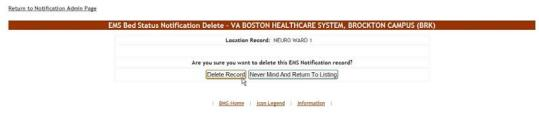 Return to Notification Admin Page
EMS Bed Status Notification Delete - VA BOSTON HEALTHCARE SYSTEM, BROCKTON CAMPUS (BRK)
Location Record: NEURO WARD 1
Are you sure you want to delete this EMS Notification record?
Delete Record Never Mind And Return To Listing
| BMS Home | Icon Legend | Information |